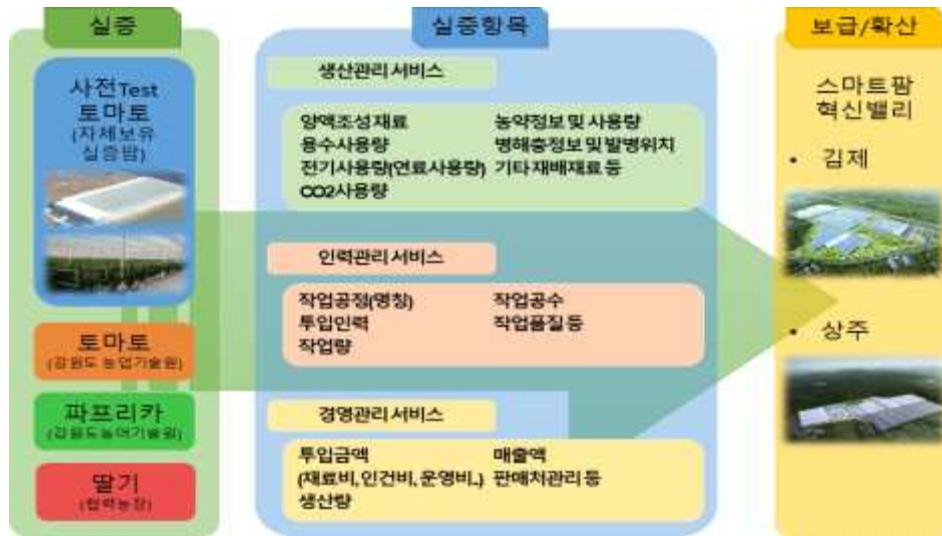 실증
사전Test
토마토
(자체보유
실증팜)
토마토
(강원도 농업기술원)
파프리카
(강원도농어기술원)
딸기
(협력농장)
실증항목
생산관리 서비스
양액조성 재료
용수사용량
전기사용량(연료사용량)
CO2사용량
농약정보 및 사용량
병해충정보 및 발병위치
기타 재배재료 등
인력관리 서비스
작업공정(명칭)
투입인력
작업량
작업공수
작업품질 등
경영관리 서비스
투입금액
(재료비, 인건비, 운영비..)
생산량
매출액
판매처관리 등
보급/확산
스마트팜
혁신밸리
• 김제
• 상주